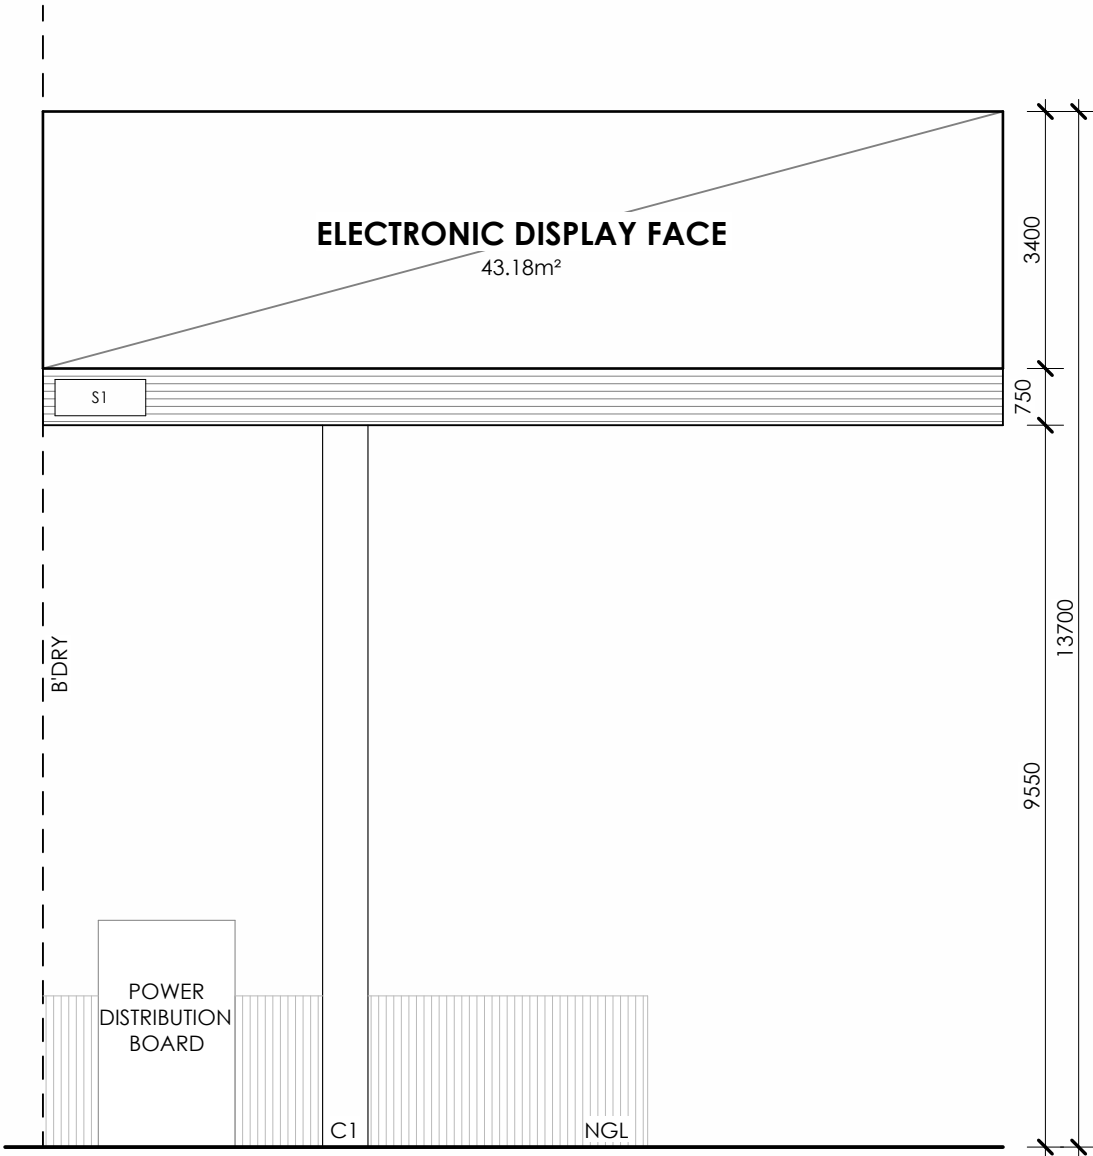 ELECTRONIC DISPLAY FACE
43.18m²
3400
S1
750
B'DRY
13700
9550
POWER
DISTRIBUTION
BOARD
C1
NGL